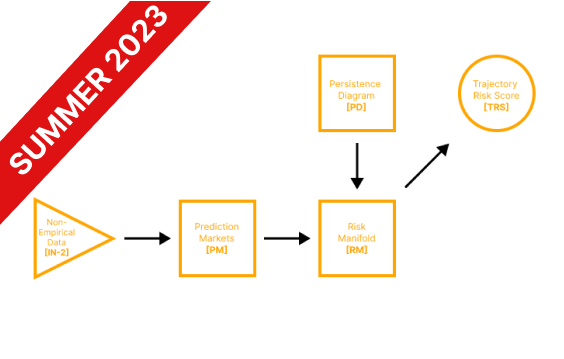 SUMMER 2023
Persistence
Diagram
[PD]
Trajectory
Risk Score
[TRS]
Non-
Empirical
Data
[IN-2]
Prediction
Markets
[PM]
Risk
Manifold
[RM]